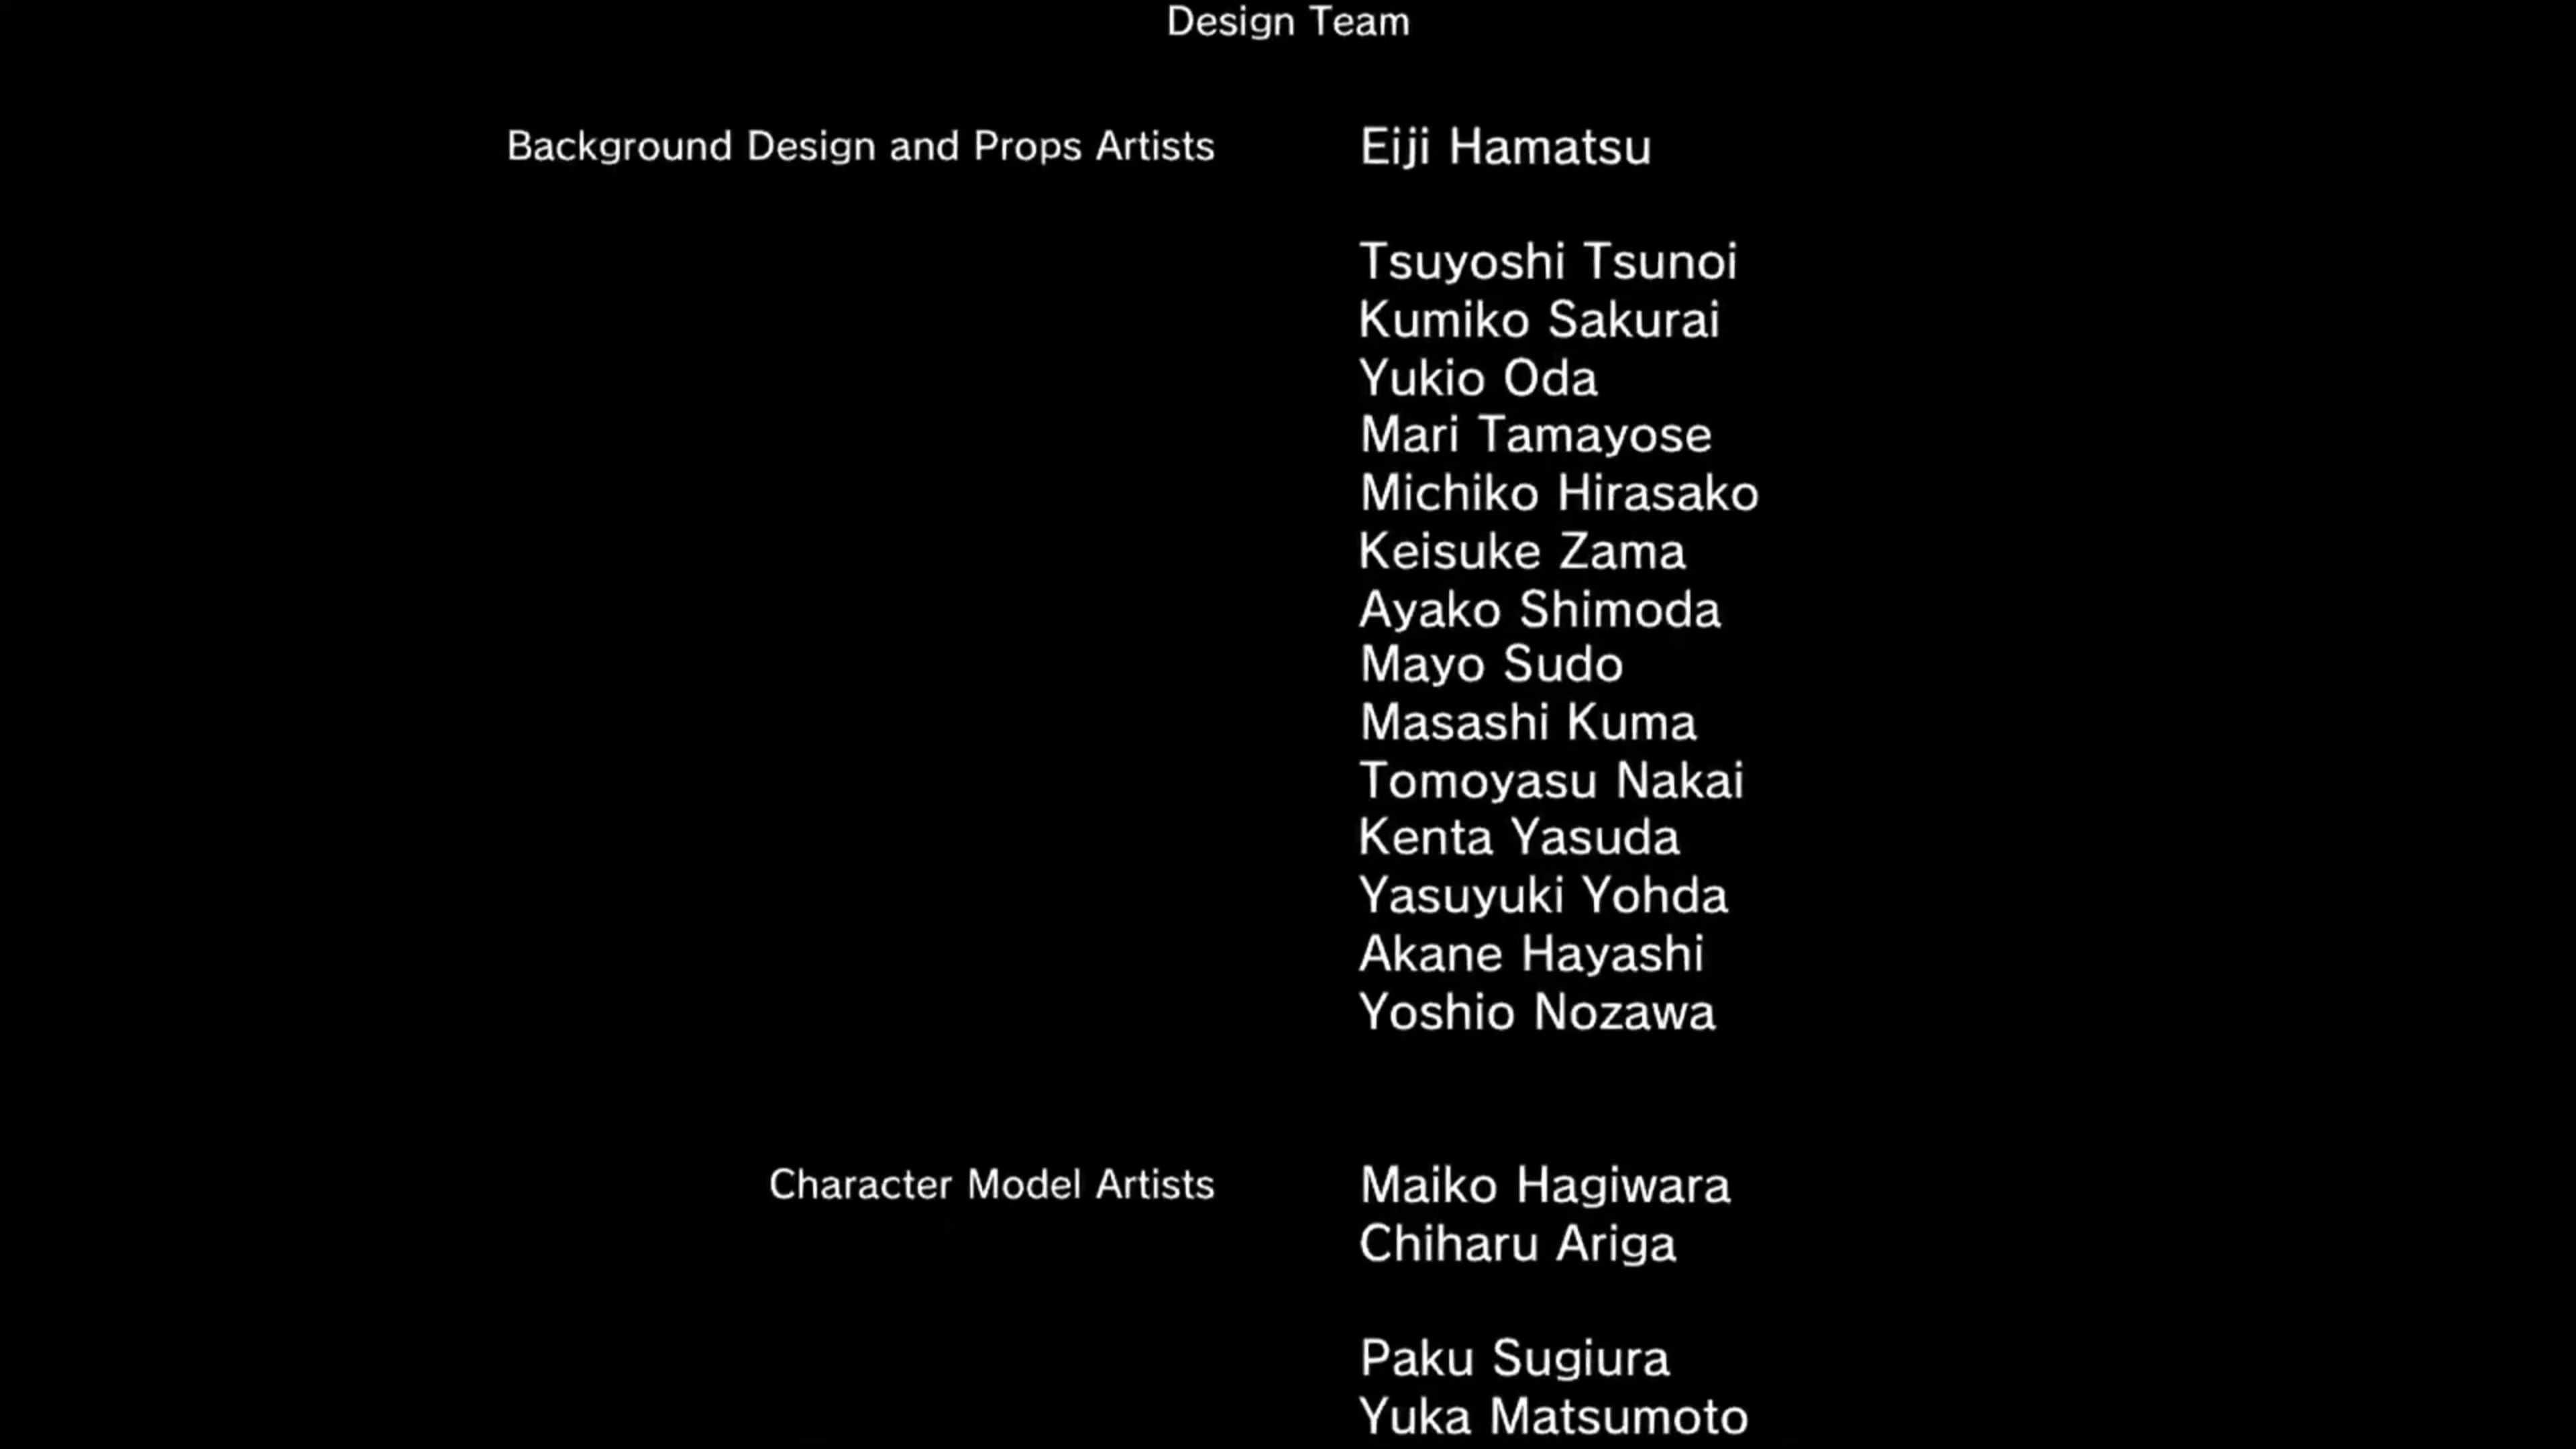 Design Team
Background Design and Props Artists Eiji Hamatsu
Tsuyoshi Tsunoi
Kumiko Sakurai
Yukio Oda
Mari Tamayose
Michiko Hirasako
Keisuke Zama
Ayako Shimoda
Mayo Sudo
Masashi Kuma
Tomoyasu Nakai
Kenta Yasuda
Yasuyuki Yohda
Akane Hayashi
Yoshio Nozawa
Character Model Artists Maiko Hagiwara
Chiharu Ariga
Paku Sugiura
Yuka Matsumoto